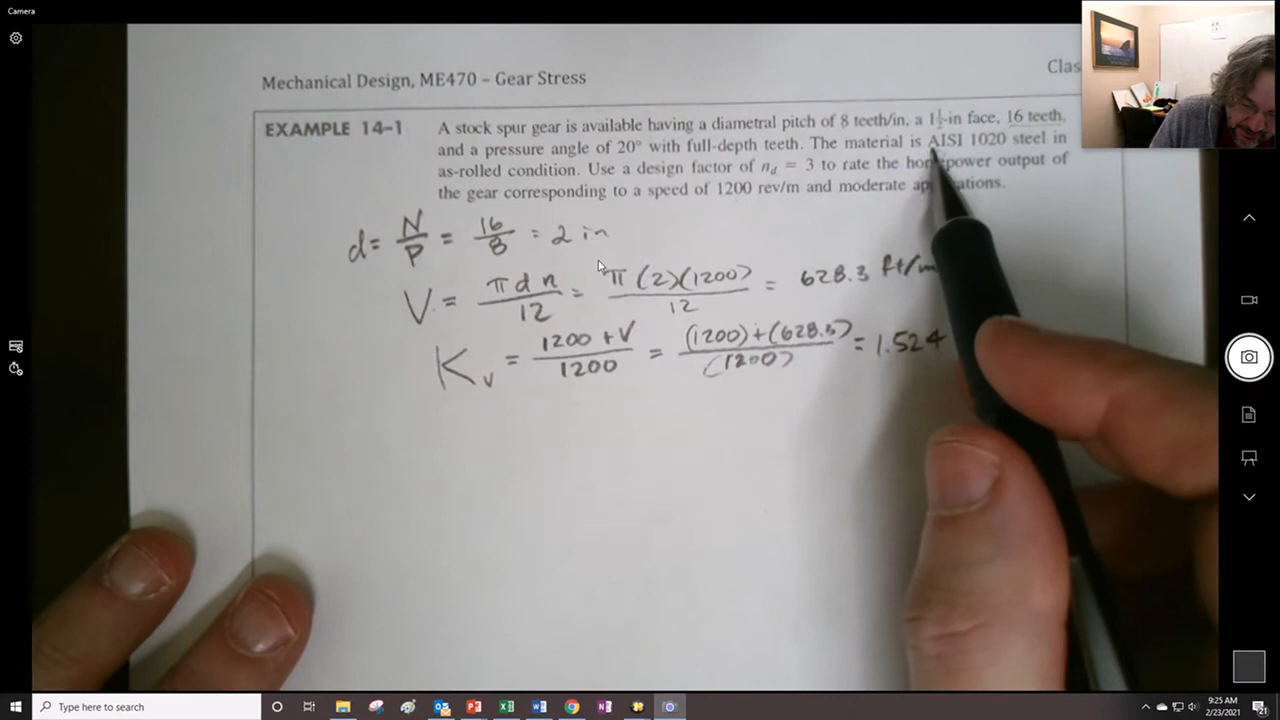 Camera
Mechanical Design, ME470 – Gear Stress
Clas
EXAMPLE 14-1
A stock spur gear is available having a diametral pitch of 8 teeth/in, a 1½-in face, 16 teeth,
and a pressure angle of 20° with full-depth teeth. The material is AISI 1020 steel in
as-rolled condition. Use a design factor of n_d = 3 to rate the horsepower output of
the gear corresponding to a speed of 1200 rev/m and moderate applications.
d = N/P = 16/8 = 2 in
V = πdn/12 = π(2)(1200)/12 = 628.3 ft/m
K_v = 1200+V/1200 = (1200)+(628.3)/(1200) = 1.524
Type here to search
9:25 AM
2/23/2021
21